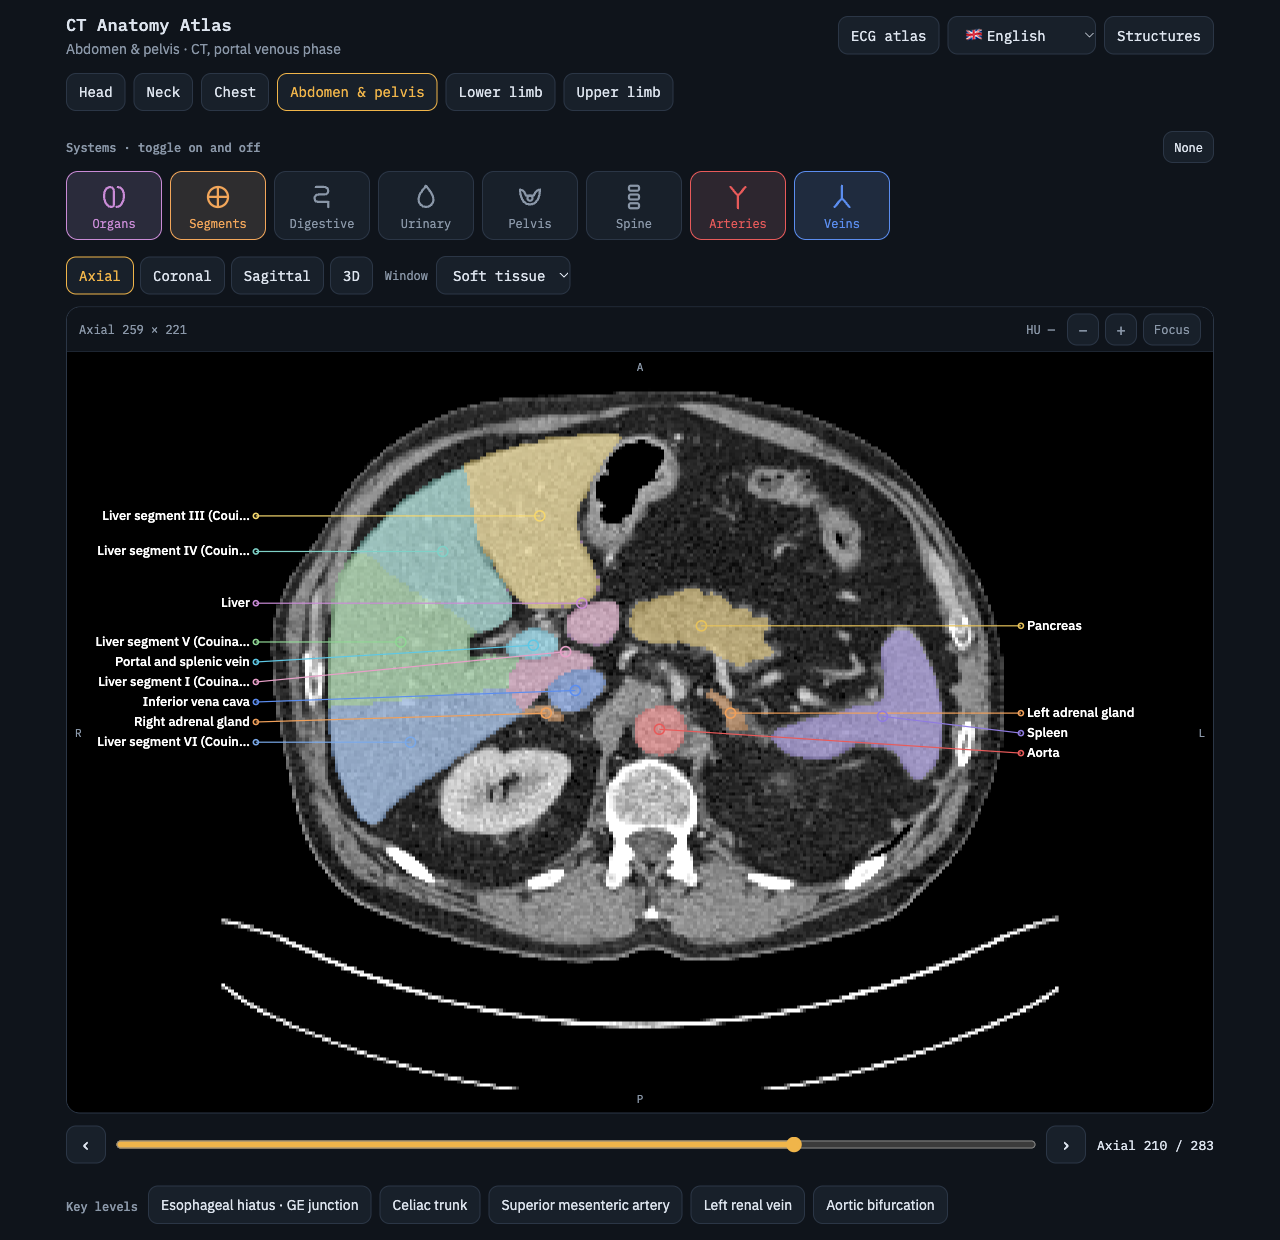 CT Anatomy Atlas
Abdomen & pelvis · CT, portal venous phase
ECG atlas
English
Structures
Head
Neck
Chest
Abdomen & pelvis
Lower limb
Upper limb
Systems · toggle on and off
None
Organs
Segments
Digestive
Urinary
Pelvis
Spine
Arteries
Veins
Axial
Coronal
Sagittal
3D
Window
Soft tissue
Axial 259 × 221
HU —
−
+
Focus
A
Liver segment III (Coui...
Liver segment IV (Couin...
Liver
Liver segment V (Couina...
Portal and splenic vein
Liver segment I (Couina...
Inferior vena cava
Right adrenal gland
Liver segment VI (Couin...
Pancreas
Left adrenal gland
Spleen
Aorta
R
L
P
‹
›
Axial 210 / 283
Key levels
Esophageal hiatus · GE junction
Celiac trunk
Superior mesenteric artery
Left renal vein
Aortic bifurcation